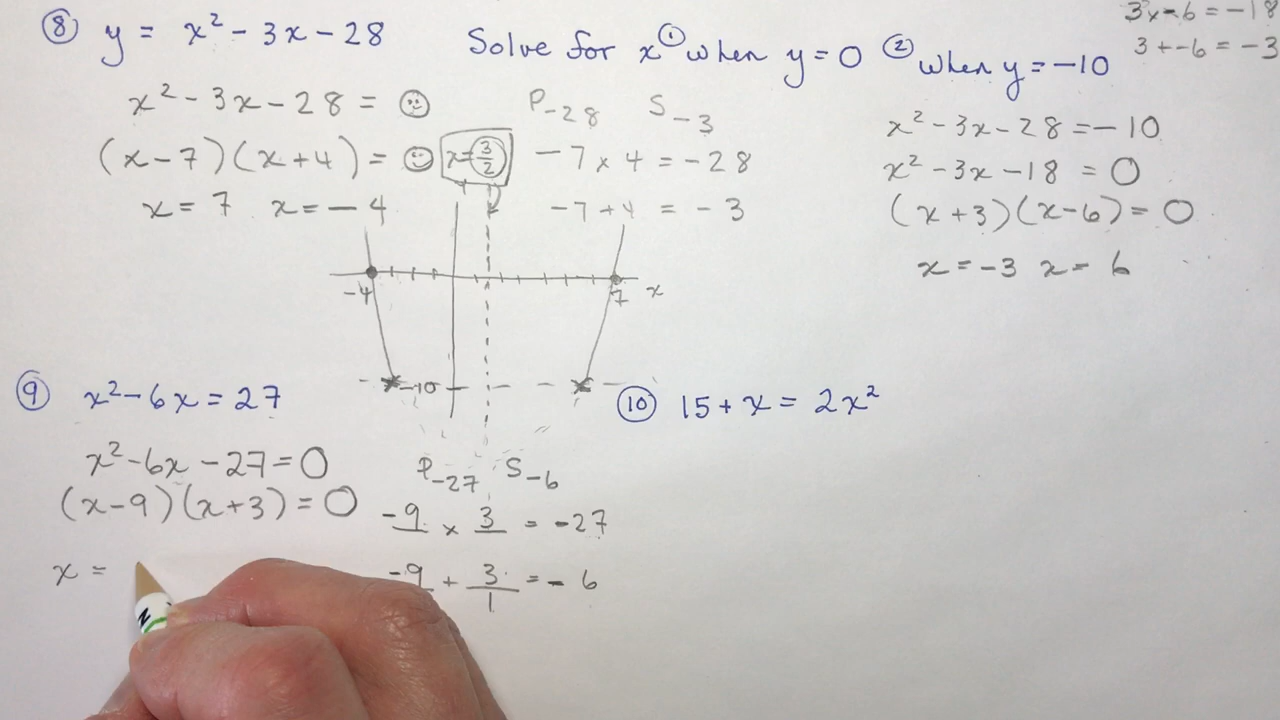 ⑧ y = x² - 3x - 28 Solve for x ① when y = 0 ② when y = -10
3x-6 = -18
3 + -6 = -3
x² - 3x - 28 = ☺
(x - 7)(x + 4) = ☺
x = 7 x = -4
x = 3/2
P -28 S -3
-7 x 4 = -28
-7 + 4 = -3
x² - 3x - 28 = -10
x² - 3x - 18 = 0
(x + 3)(x - 6) = 0
x = -3 x = 6
-4 7 x
-10
⑨ x² - 6x = 27
x² - 6x - 27 = 0
(x - 9)(x + 3) = 0
x =
P -27 S -6
-9 x 3 = -27
-9 + 3 = - 6
1
⑩ 15 + x = 2x²